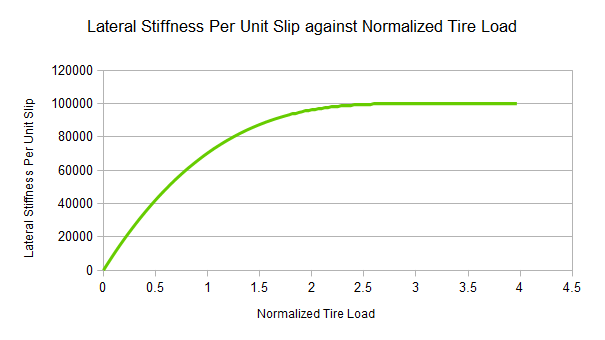 Lateral Stiffness Per Unit Slip against Normalized Tire Load
120000
100000
80000
60000
40000
20000
0
Lateral Stiffness Per Unit Slip
0 0.5 1 1.5 2 2.5 3 3.5 4 4.5
Normalized Tire Load